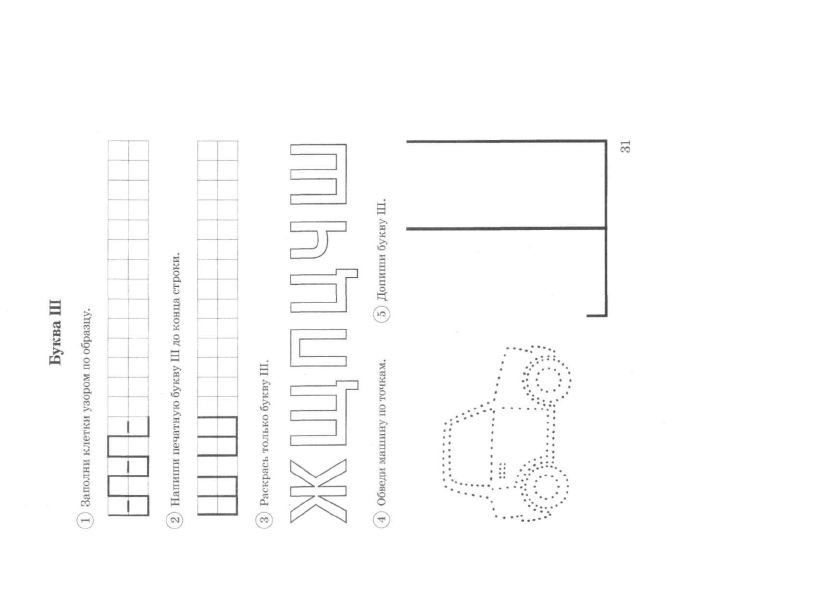 Буква Ш
1 Заполни клетки узором по образцу.
2 Напиши печатную букву Ш до конца строки.
Ш Ш
3 Раскрась только букву Ш.
Ж Щ П Ц Ч Ш
4 Обведи машину по точкам.
5 Допиши букву Ш.
31